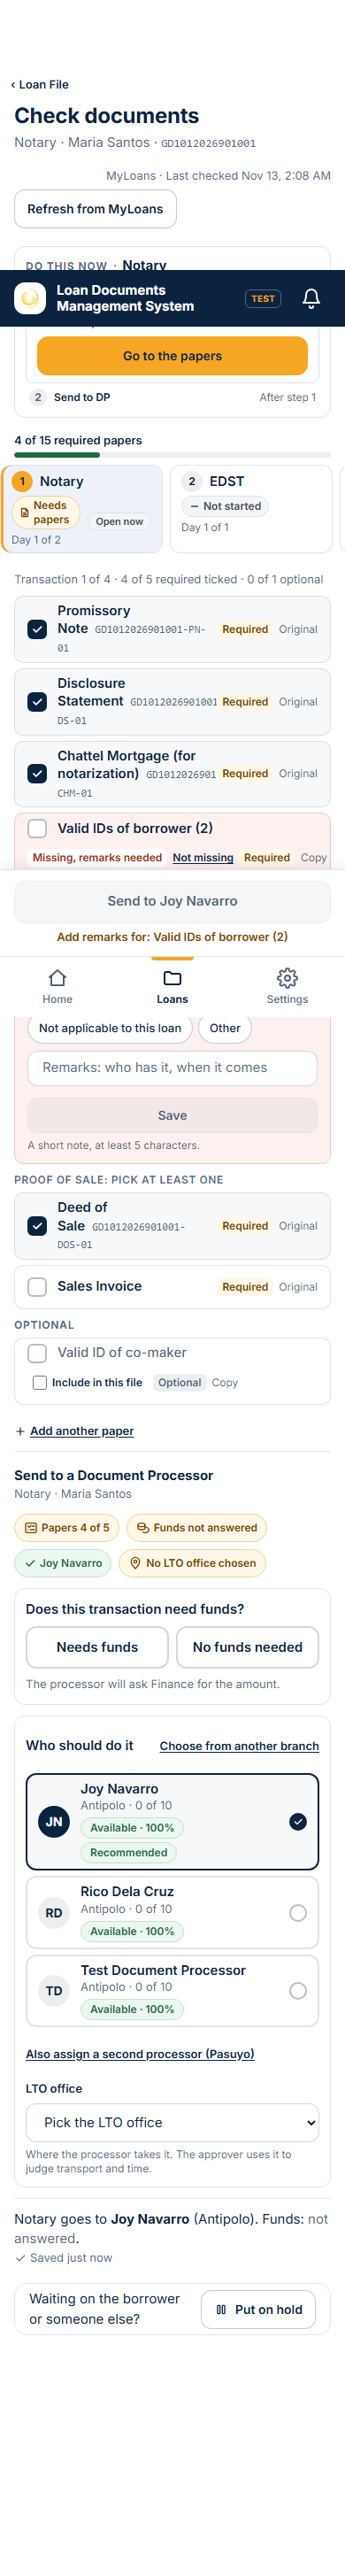 ‹ Loan File
Check documents
Notary · Maria Santos · GD1012026901001
MyLoans · Last checked Nov 13, 2:08 AM
Refresh from MyLoans
DO THIS NOW · Notary
Loan Documents
Management System
TEST
Go to the papers
2 Send to DP After step 1
4 of 15 required papers
1 Notary
Needs
papers
Open now
Day 1 of 2
2 EDST
Not started
Day 1 of 1
Transaction 1 of 4 · 4 of 5 required ticked · 0 of 1 optional
Promissory
Note GD1012026901001-PN-
01
Required Original
Disclosure
Statement GD1012026901001
DS-01
Required Original
Chattel Mortgage (for
notarization) GD1012026901
CHM-01
Required Original
Valid IDs of borrower (2)
Missing, remarks needed Not missing Required Copy
Send to Joy Navarro
Add remarks for: Valid IDs of borrower (2)
Home Loans Settings
Not applicable to this loan Other
Remarks: who has it, when it comes
Save
A short note, at least 5 characters.
PROOF OF SALE: PICK AT LEAST ONE
Deed of
Sale GD1012026901001-
DOS-01
Required Original
Sales Invoice Required Original
OPTIONAL
Valid ID of co-maker
Include in this file Optional Copy
+ Add another paper
Send to a Document Processor
Notary · Maria Santos
Papers 4 of 5 Funds not answered
Joy Navarro No LTO office chosen
Does this transaction need funds?
Needs funds No funds needed
The processor will ask Finance for the amount.
Who should do it Choose from another branch
JN
Joy Navarro
Antipolo · 0 of 10
Available · 100%
Recommended
RD
Rico Dela Cruz
Antipolo · 0 of 10
Available · 100%
TD
Test Document Processor
Antipolo · 0 of 10
Available · 100%
Also assign a second processor (Pasuyo)
LTO office
Pick the LTO office
Where the processor takes it. The approver uses it to
judge transport and time.
Notary goes to Joy Navarro (Antipolo). Funds: not
answered.
Saved just now
Waiting on the borrower
or someone else?
Put on hold